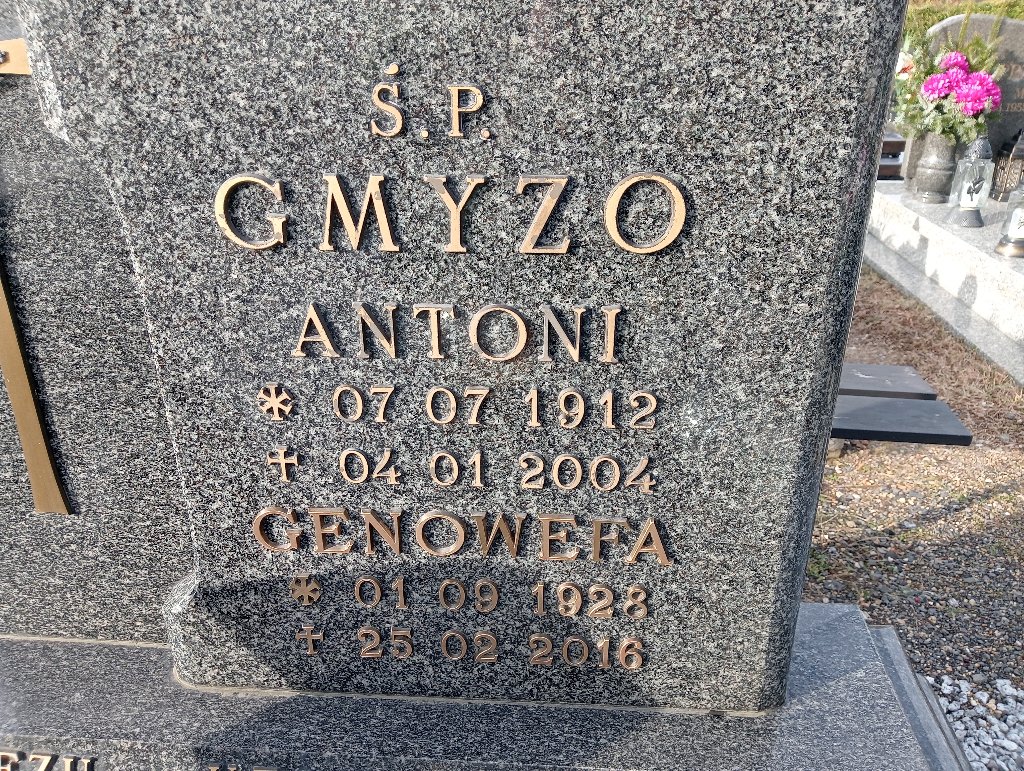 Ś.P.
GMYZO
ANTONI
* 07 07 1912
✝ 04 01 2004
GENOWEFA
* 01 09 1928
✝ 25 02 2016